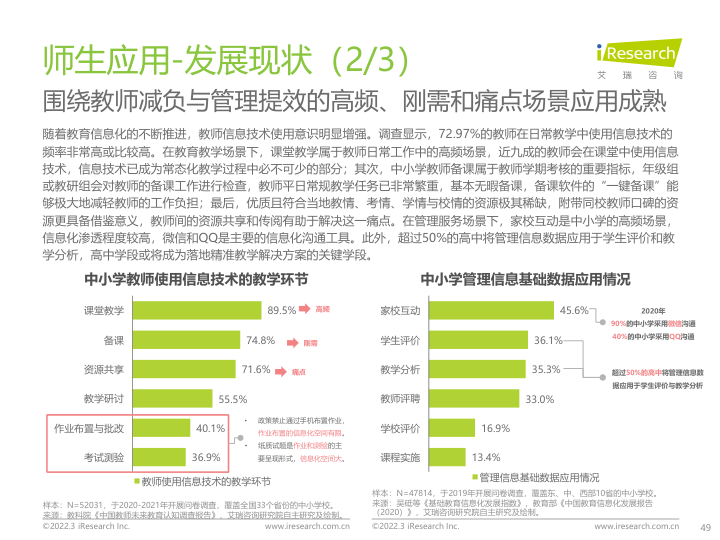 师生应用-发展现状（2/3）
iResearch
艾 瑞 咨 询
围绕教师减负与管理提效的高频、刚需和痛点场景应用成熟
随着教育信息化的不断推进，教师信息技术使用意识明显增强。调查显示，72.97%的教师在日常教学中使用信息技术的
频率非常高或比较高。在教育教学场景下，课堂教学属于教师日常工作中的高频场景，近九成的教师会在课堂中使用信息
技术，信息技术已成为常态化教学过程中必不可少的部分；其次，中小学教师备课属于教师学期考核的重要指标，年级组
或教研组会对教师的备课工作进行检查，教师平日常规教学任务已非常繁重，基本无暇备课，备课软件的“一键备课”能
够极大地减轻教师的工作负担；最后，优质且符合当地教情、考情、学情与校情的资源极其稀缺，附带同校教师口碑的资
源更具备借鉴意义，教师间的资源共享和传阅有助于解决这一痛点。在管理服务场景下，家校互动是中小学的高频场景，
信息化渗透程度较高，微信和QQ是主要的信息化沟通工具。此外，超过50%的高中将管理信息数据应用于学生评价和教
学分析，高中学段或将成为落地精准教学解决方案的关键学段。
中小学教师使用信息技术的教学环节
课堂教学 89.5% 高频
备课 74.8% 刚需
资源共享 71.6% 痛点
教学研讨 55.5%
作业布置与批改 40.1%
考试测验 36.9%
• 政策禁止通过手机布置作业，
作业布置的信息化空间有限。
• 纸质试题是作业和测验的主
要呈现形式，信息化空间大。
教师使用信息技术的教学环节
样本：N=52031，于2020-2021年开展问卷调查，覆盖全国33个省份的中小学校。
来源：教科院《中国教师未来教育认知调查报告》，艾瑞咨询研究院自主研究及绘制。
©2022.3 iResearch Inc. www.iresearch.com.cn
中小学管理信息基础数据应用情况
家校互动 45.6%
学生评价 36.1%
教学分析 35.3%
教师评聘 33.0%
学校评价 16.9%
课程实施 13.4%
2020年
90%的中小学采用微信沟通
40%的中小学采用QQ沟通
超过50%的高中将管理信息数
据应用于学生评价与教学分析
管理信息基础数据应用情况
样本：N=47814，于2019年开展问卷调查，覆盖东、中、西部10省的中小学校。
来源：吴砥等《基础教育信息化发展指数》，教育部《中国教育信息化发展报告
（2020）》，艾瑞咨询研究院自主研究及绘制。
©2022.3 iResearch Inc. www.iresearch.com.cn
49